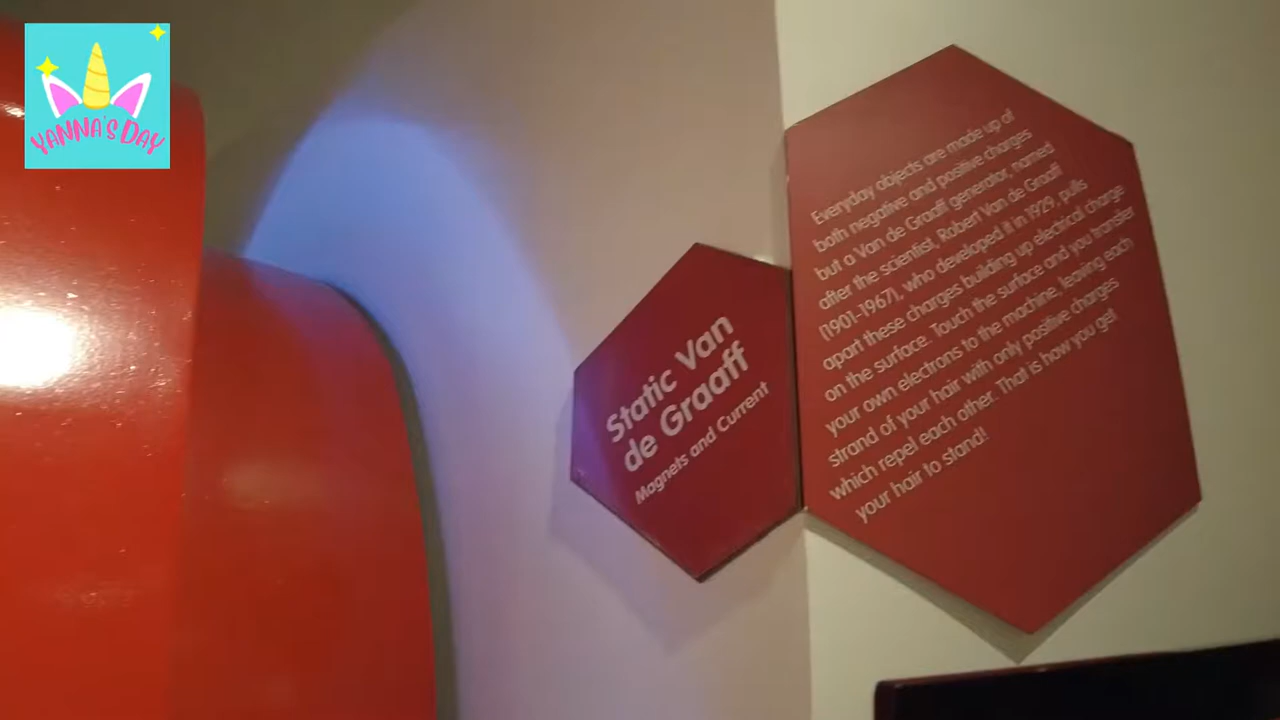 YANNA'S DAY
Static Van
de Graaff
Magnets and Current
Everyday objects are made up of
both negative and positive charges
but a Van de Graaff generator, named
after the scientist, Robert Van de Graaff
(1901-1967), who developed it in 1929, pulls
apart these charges building up electrical charge
on the surface. Touch the surface and you transfer
your own electrons to the machine, leaving each
strand of your hair with only positive charges
which repel each other. That is how you get
your hair to stand!